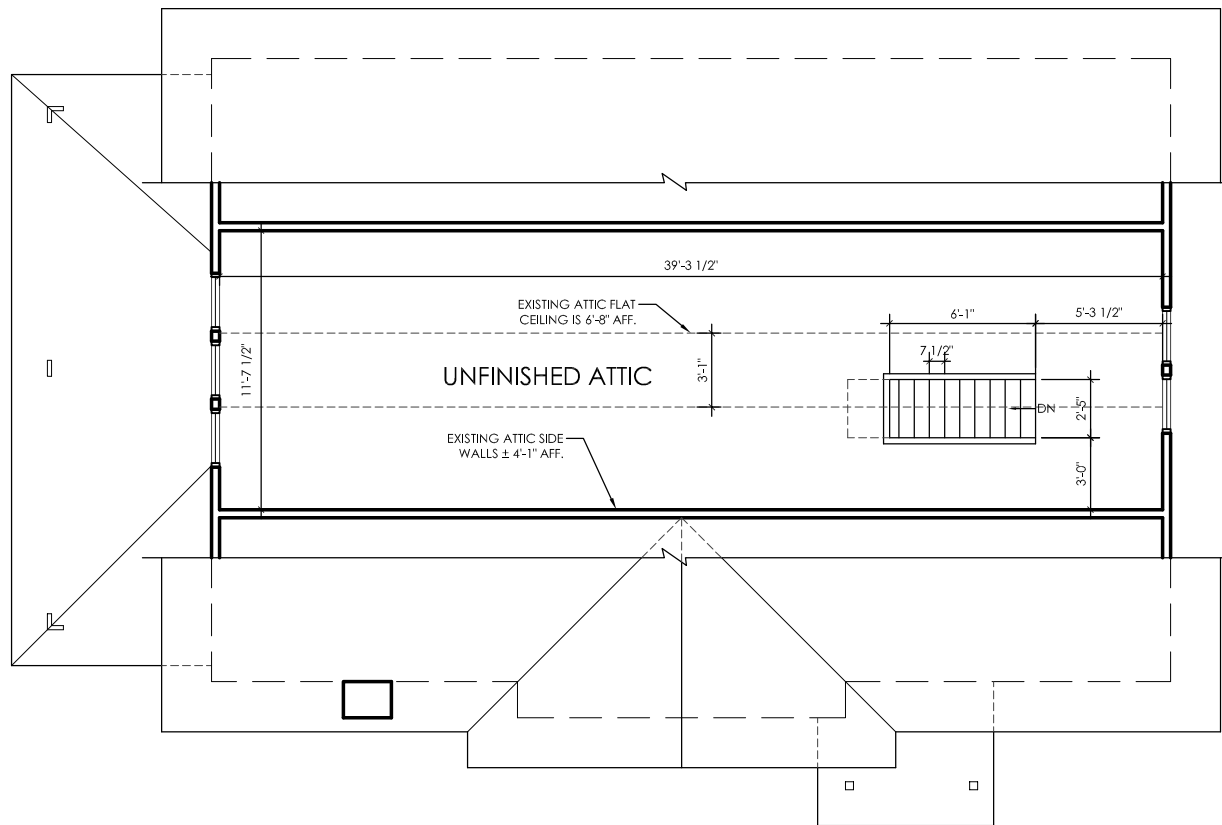 39'-3 1/2"
EXISTING ATTIC FLAT
CEILING IS 6'-8" AFF.
6'-1"
5'-3 1/2"
7 1/2"
11'-7 1/2"
3'-1"
UNFINISHED ATTIC
DN
2'-5"
EXISTING ATTIC SIDE
WALLS ± 4'-1" AFF.
3'-0"